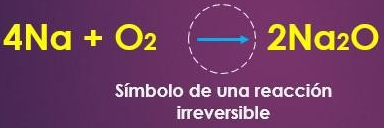 4Na + O2 → 2Na2O
Símbolo de una reacción
irreversible